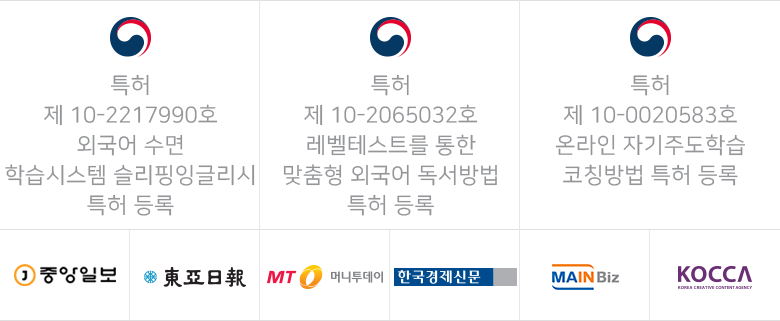 특허
제 10-2217990호
외국어 수면
학습시스템 슬리핑잉글리시
특허 등록
특허
제 10-2065032호
레벨테스트를 통한
맞춤형 외국어 독서방법
특허 등록
특허
제 10-0020583호
온라인 자기주도학습
코칭방법 특허 등록
J 중앙일보
東亞日報
MT 머니투데이
한국경제신문
MAINBiz
KOCCA
KOREA CREATIVE CONTENT AGENCY